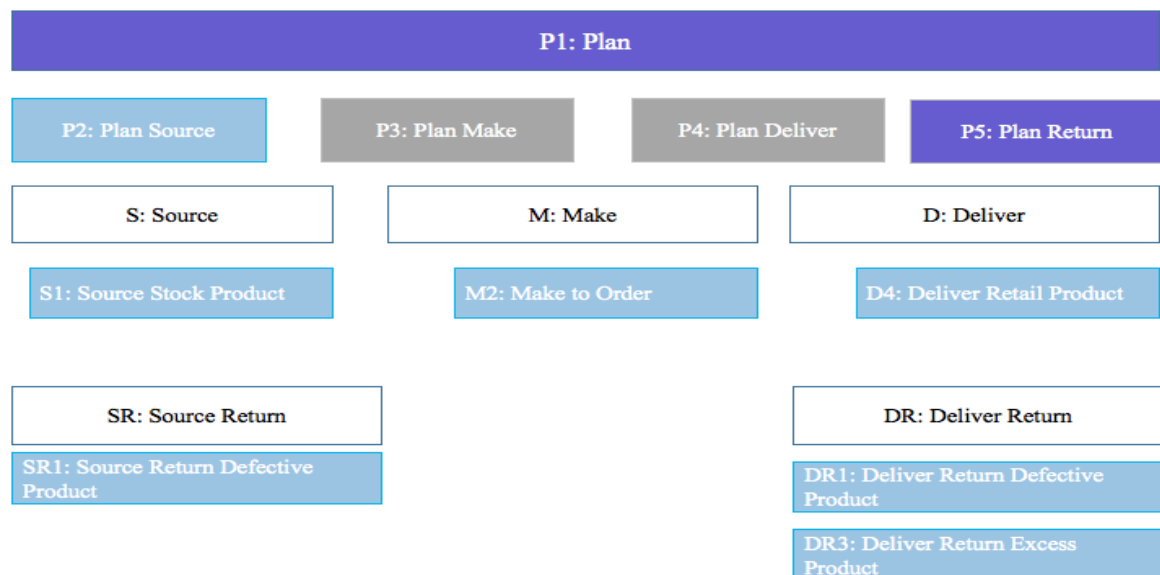 P1: Plan
P2: Plan Source
P3: Plan Make
P4: Plan Deliver
P5: Plan Return
S: Source
M: Make
D: Deliver
S1: Source Stock Product
M2: Make to Order
D4: Deliver Retail Product
SR: Source Return
DR: Deliver Return
SR1: Source Return Defective
Product
DR1: Deliver Return Defective
Product
DR3: Deliver Return Excess
Product